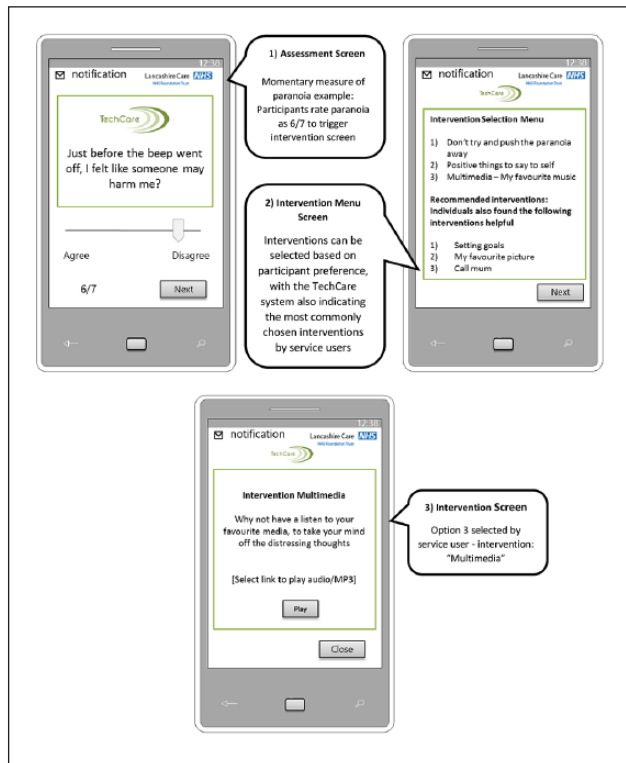 12:38
notification
Lancashire Care NHS
NHS Foundation Trust
TechCare
Just before the beep went
off, I felt like someone may
harm me?
Agree
Disagree
6/7
Next
1) Assessment Screen
Momentary measure of
paranoia example:
Participants rate paranoia
as 6/7 to trigger
intervention screen
2) Intervention Menu
Screen
Interventions can be
selected based on
participant preference,
with the TechCare
system also indicating
the most commonly
chosen interventions
by service users
12:38
notification
Lancashire Care NHS
NHS Foundation Trust
TechCare
Intervention Selection Menu
1) Don't try and push the paranoia
away
2) Positive things to say to self
3) Multimedia – My favourite music
Recommended interventions:
Individuals also found the following
interventions helpful
1) Setting goals
2) My favourite picture
3) Call mum
Next
12:38
notification
Lancashire Care NHS
NHS Foundation Trust
TechCare
Intervention Multimedia
Why not have a listen to your
favourite media, to take your mind
off the distressing thoughts
[Select link to play audio/MP3]
Play
Close
3) Intervention Screen
Option 3 selected by
service user - intervention:
"Multimedia"